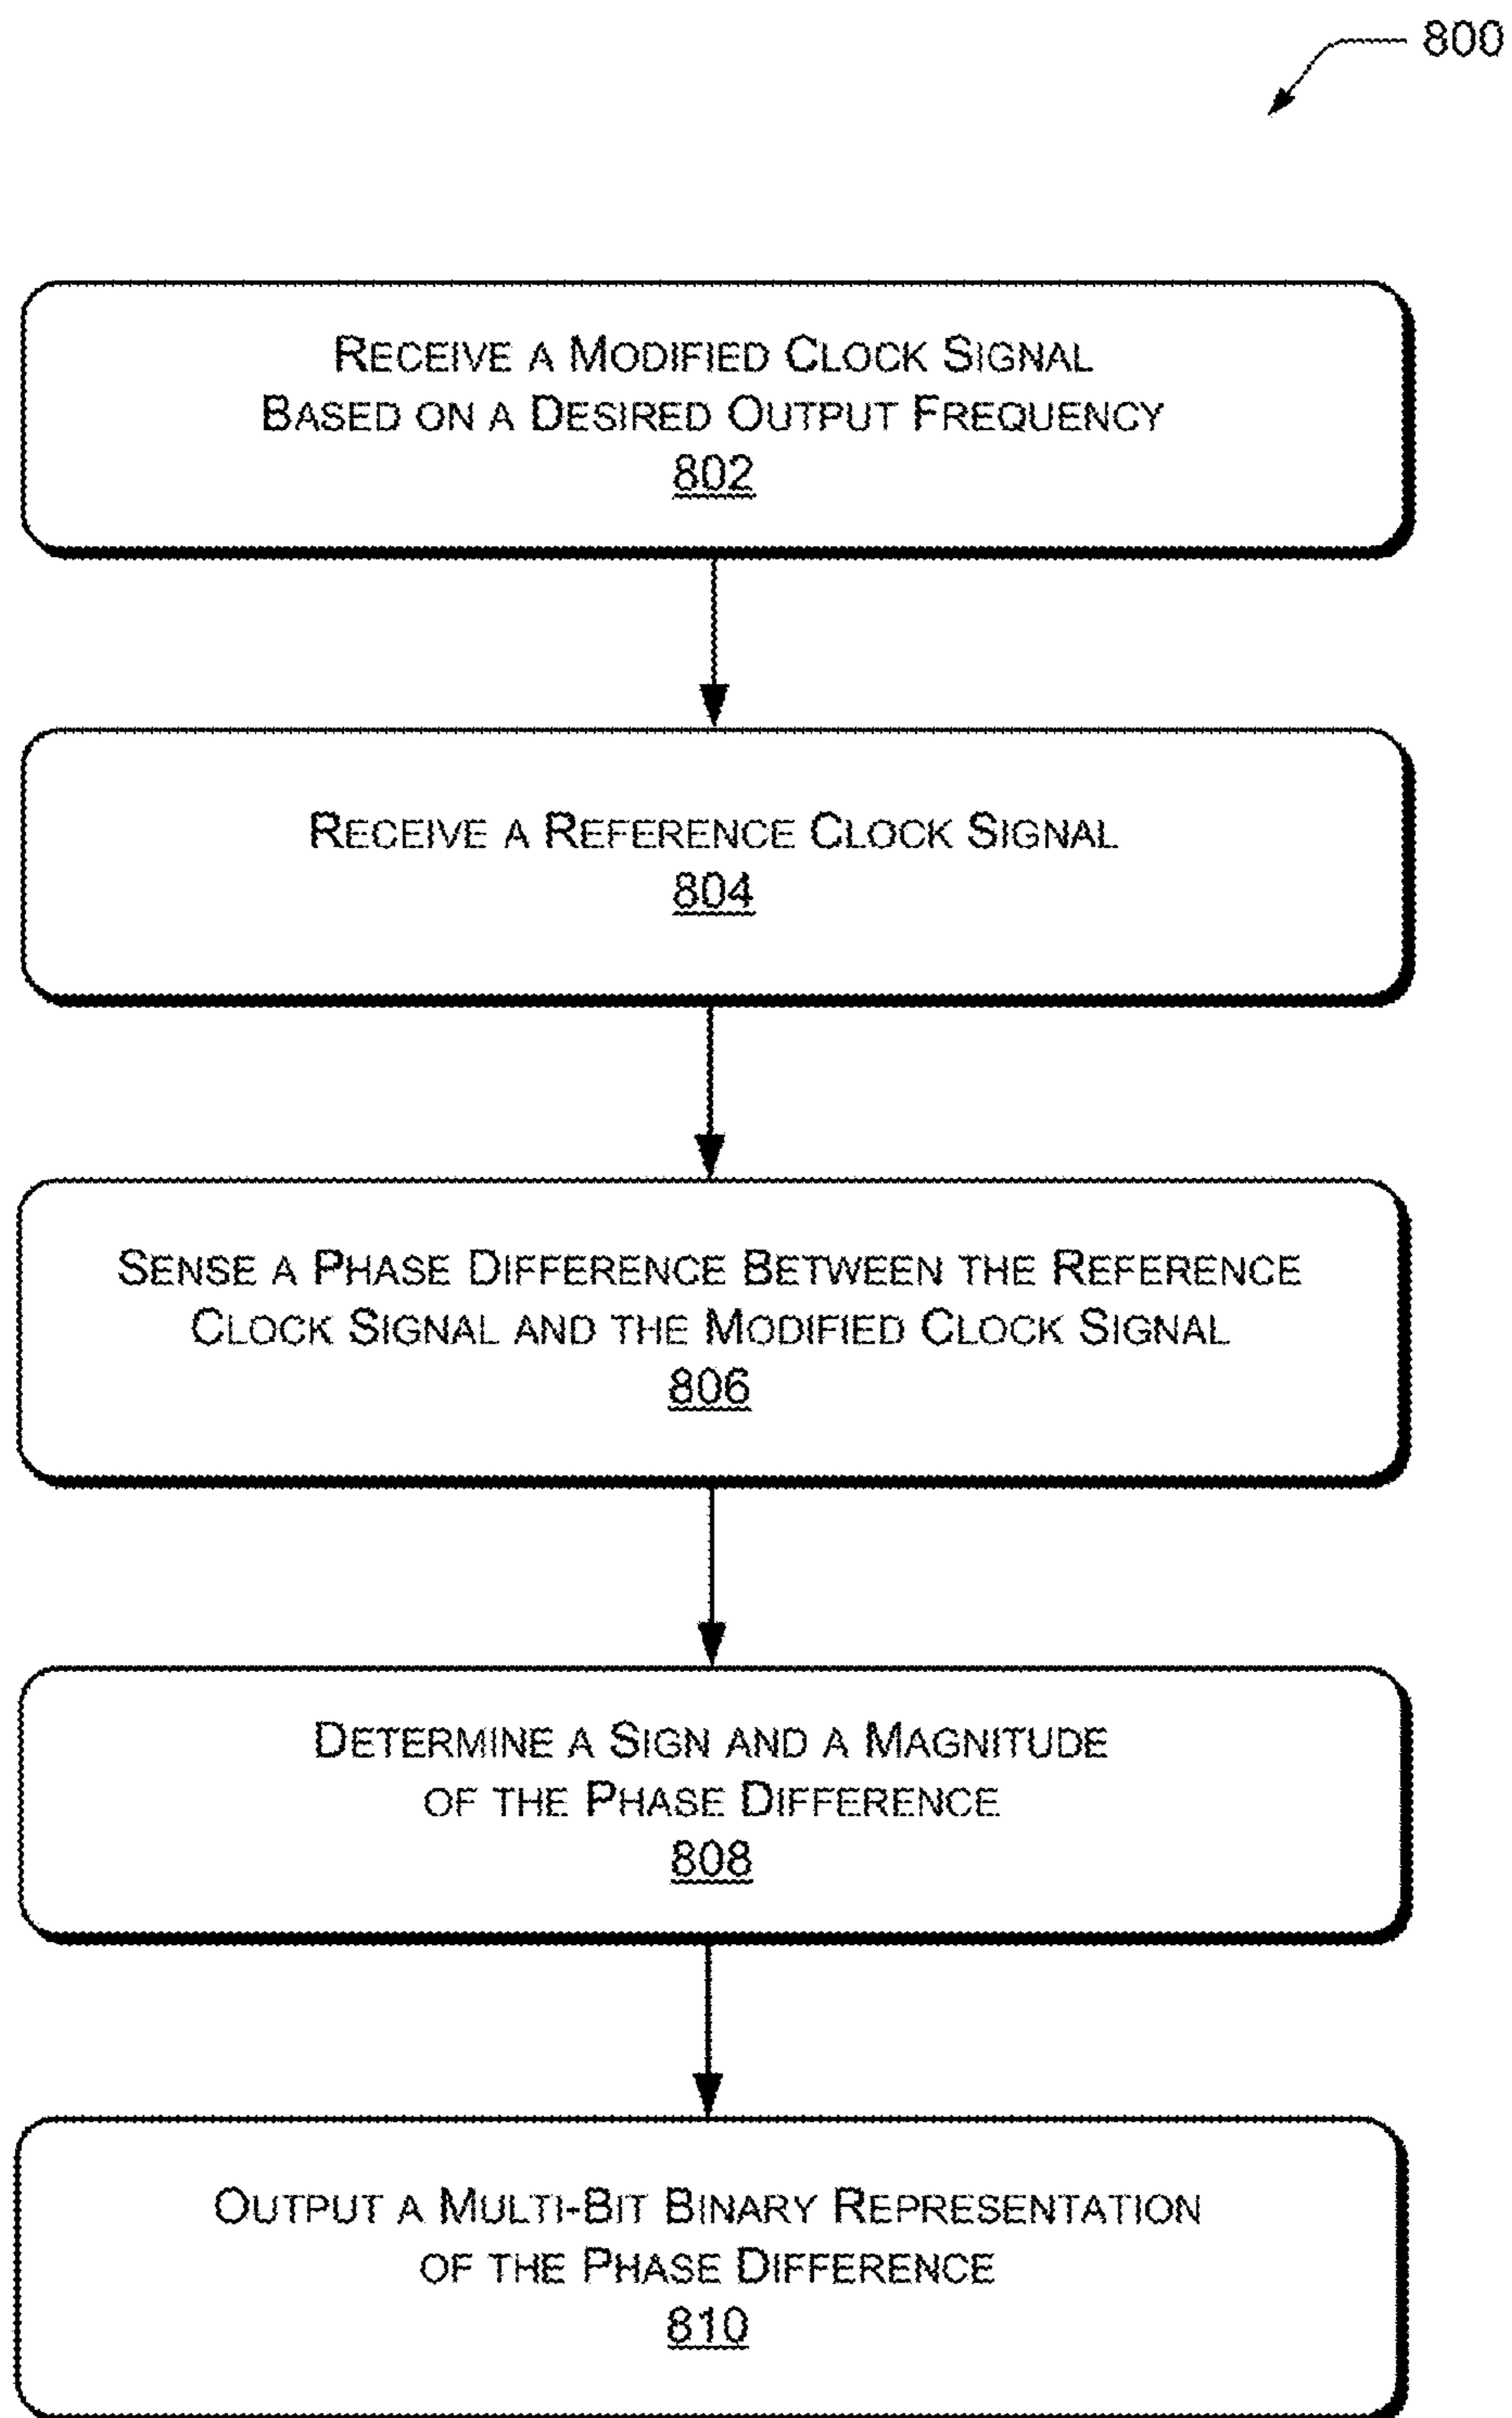 800
RECEIVE A MODIFIED CLOCK SIGNAL
BASED ON A DESIRED OUTPUT FREQUENCY
802
RECEIVE A REFERENCE CLOCK SIGNAL
804
SENSE A PHASE DIFFERENCE BETWEEN THE REFERENCE
CLOCK SIGNAL AND THE MODIFIED CLOCK SIGNAL
806
DETERMINE A SIGN AND A MAGNITUDE
OF THE PHASE DIFFERENCE
808
OUTPUT A MULTI-BIT BINARY REPRESENTATION
OF THE PHASE DIFFERENCE
810